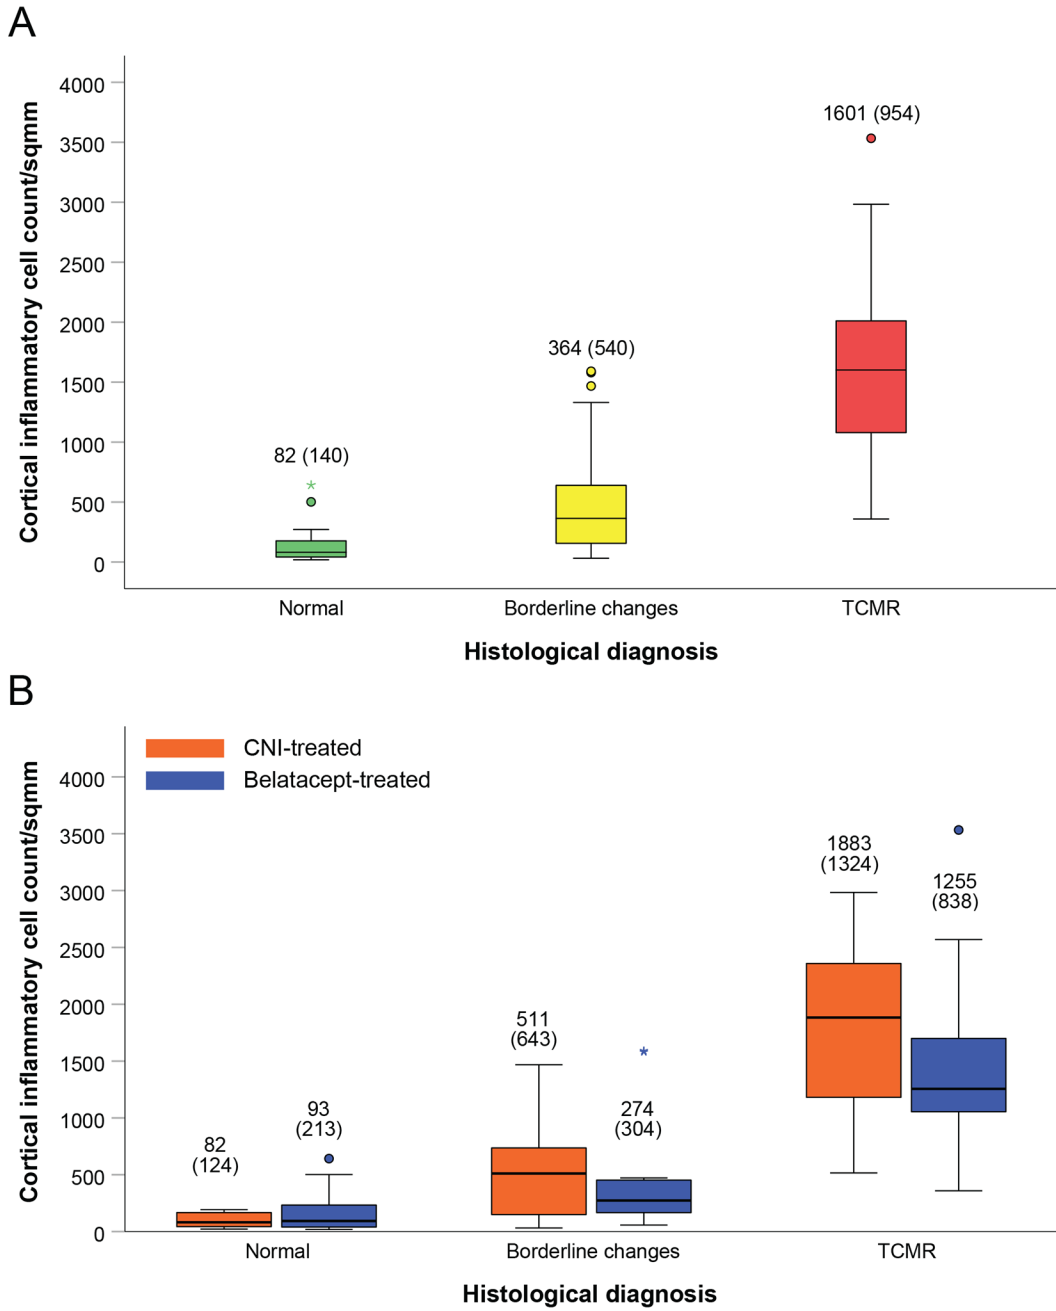 A
Cortical inflammatory cell count/sqmm
4000
3500
3000
2500
2000
1500
1000
500
0
82 (140)
364 (540)
1601 (954)
Normal
Borderline changes
TCMR
Histological diagnosis
B
CNI-treated
Belatacept-treated
Cortical inflammatory cell count/sqmm
4000
3500
3000
2500
2000
1500
1000
500
0
82
(124)
93
(213)
511
(643)
274
(304)
1883
(1324)
1255
(838)
Normal
Borderline changes
TCMR
Histological diagnosis